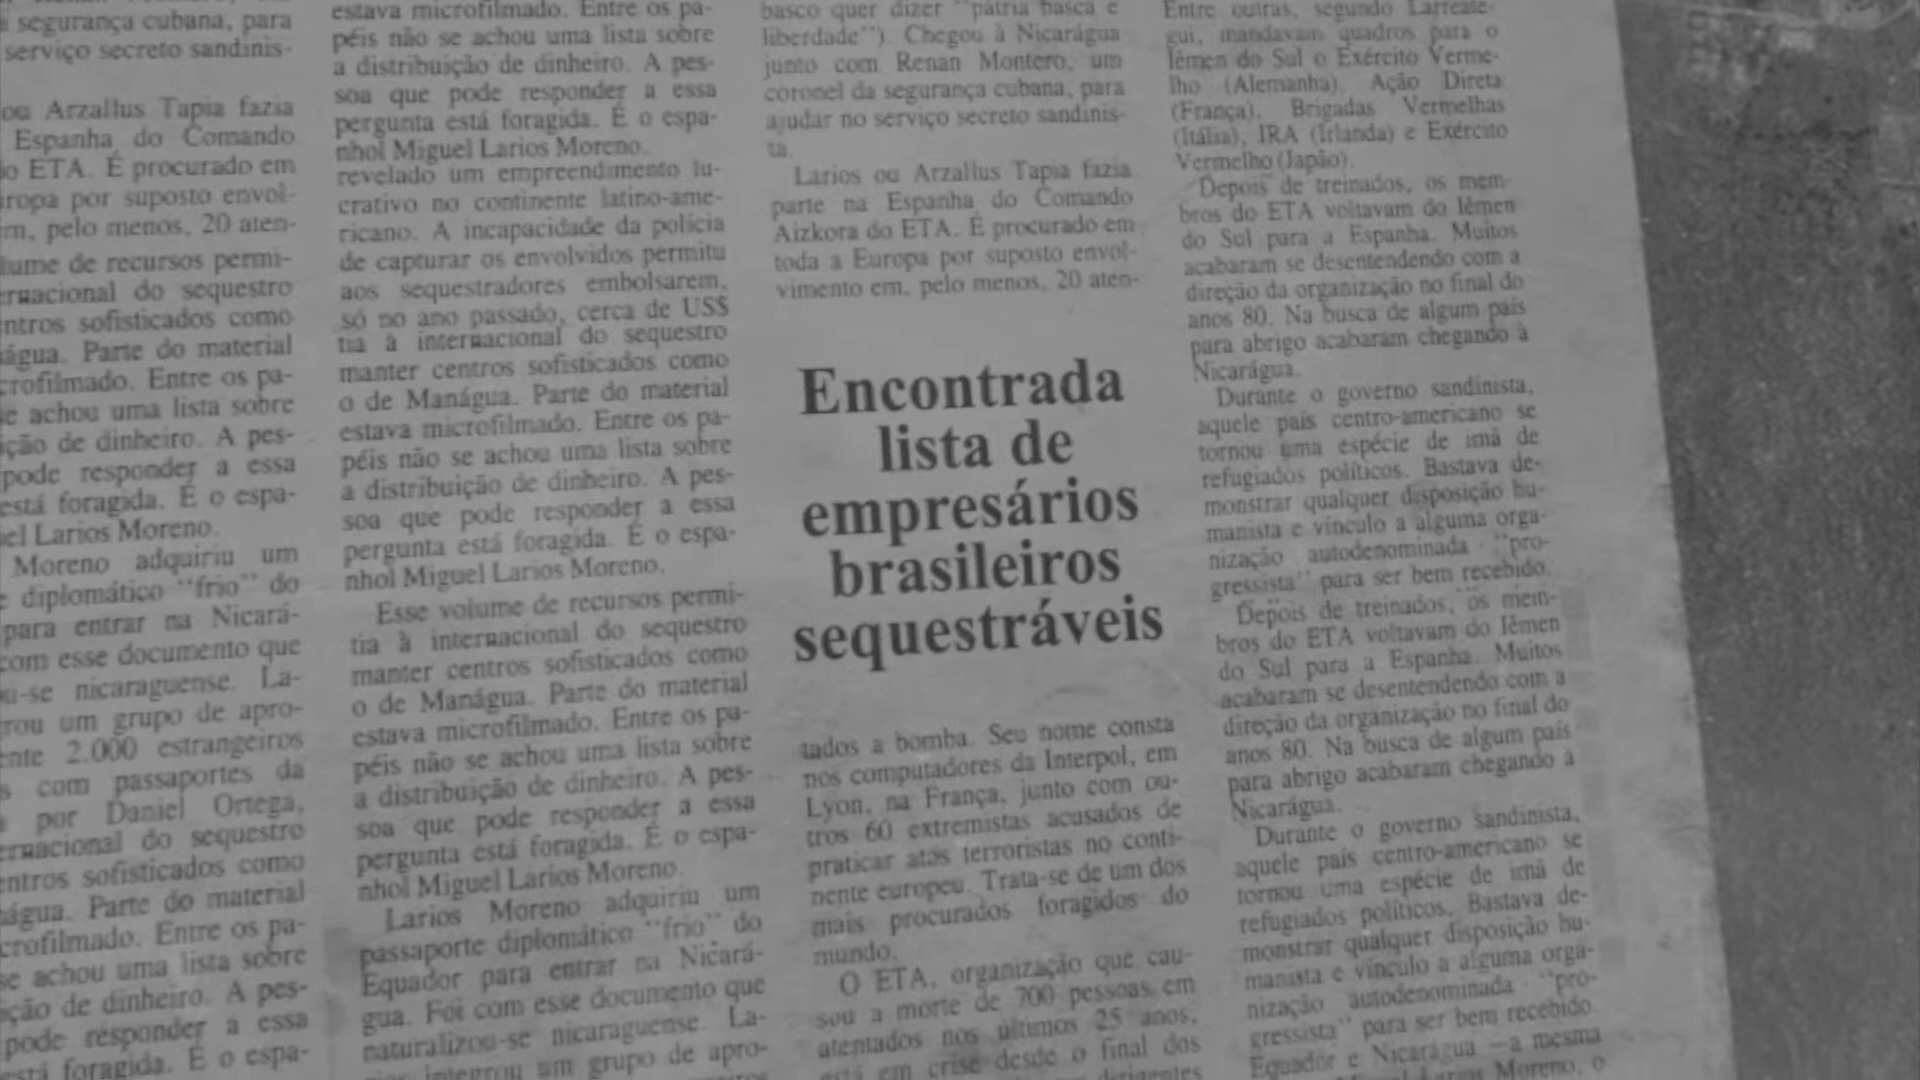 segurança cubana, para
serviço secreto sandinis-
ou Arzallus Tapia fazia
Espanha do Comando
ETA. É procurado em
por suposto envol-
pelo menos, 20 aten-
de recursos permi-
do sequestro
sofisticados como
Parte do material
Entre os pa-
se achou uma lista sobre
de dinheiro. A pes-
pode responder a essa
está foragida. É o espa-
Larios Moreno.
Moreno adquiriu um
diplomático "frio" do
para entrar na Nicará-
com esse documento que
nicaraguense. La-
um grupo de apro-
2.000 estrangeiros
com passaportes da
por Daniel Ortega,
do sequestro
sofisticados como
Parte do material
Entre os pa-
se achou uma lista sobre
de dinheiro. A pes-
pode responder a essa
foragida. É o espa-
estava microfilmado. Entre os pa-
péis não se achou uma lista sobre
a distribuição de dinheiro. A pes-
soa que pode responder a essa
pergunta está foragida. É o espa-
nhol Miguel Larios Moreno.
revelado um empreendimento lu-
crativo no continente latino-ame-
ricano. A incapacidade da polícia
de capturar os envolvidos permitu
aos sequestradores embolsarem,
só no ano passado, cerca de US$
tia à internacional do sequestro
manter centros sofisticados como
o de Manágua. Parte do material
estava microfilmado. Entre os pa-
péis não se achou uma lista sobre
a distribuição de dinheiro. A pes-
soa que pode responder a essa
pergunta está foragida. É o espa-
nhol Miguel Larios Moreno.
Esse volume de recursos permi-
tia à internacional do sequestro
manter centros sofisticados como
o de Manágua. Parte do material
estava microfilmado. Entre os pa-
péis não se achou uma lista sobre
a distribuição de dinheiro. A pes-
soa que pode responder a essa
pergunta está foragida. É o espa-
nhol Miguel Larios Moreno.
Larios Moreno adquiriu um
passaporte diplomático "frio" do
Equador para entrar na Nicará-
gua. Foi com esse documento que
naturalizou-se nicaraguense. La-
integrou um grupo de apro-
basco quer dizer "pátria basca e
liberdade"). Chegou à Nicarágua
junto com Renan Montero, um
coronel da segurança cubana, para
ajudar no serviço secreto sandinis-
ta.
Larios ou Arzallus Tapia fazia
parte na Espanha do Comando
Aizkora do ETA. É procurado em
toda a Europa por suposto envol-
vimento em, pelo menos, 20 aten-
Encontrada
lista de
empresários
brasileiros
sequestráveis
tados a bomba. Seu nome consta
nos computadores da Interpol, em
Lyon, na França, junto com ou-
tros 60 extremistas acusados de
praticar atos terroristas no conti-
nente europeu. Trata-se de um dos
mais procurados foragidos do
mundo.
O ETA, organização que cau-
sou a morte de 700 pessoas em
atentados nos últimos 25 anos,
está em crise desde o final dos
dirigentes
Entre outras, segundo Larreate-
gui, mandavam quadros para o
Iêmen do Sul o Exército Verme-
lho (Alemanha), Ação Direta
(França), Brigadas Vermelhas
(Itália), IRA (Irlanda) e Exército
Vermelho (Japão).
Depois de treinados, os mem-
bros do ETA voltavam do Iêmen
do Sul para a Espanha. Muitos
acabaram se desentendendo com a
direção da organização no final do
anos 80. Na busca de algum país
para abrigo acabaram chegando à
Nicarágua.
Durante o governo sandinista,
aquele país centro-americano se
tornou uma espécie de imã de
refugiados políticos. Bastava de-
monstrar qualquer disposição hu-
manista e vínculo a alguma orga-
nização autodenominada "pro-
gressista" para ser bem recebido.
Depois de treinados, os mem-
bros do ETA voltavam do Iêmen
do Sul para a Espanha. Muitos
acabaram se desentendendo com a
direção da organização no final do
anos 80. Na busca de algum país
para abrigo acabaram chegando à
Nicarágua.
Durante o governo sandinista,
aquele país centro-americano se
tornou uma espécie de imã de
refugiados políticos. Bastava de-
monstrar qualquer disposição hu-
manista e vínculo a alguma orga-
nização autodenominada "pro-
gressista" para ser bem recebido.
Equador e Nicarágua — a mesma
Moreno, o